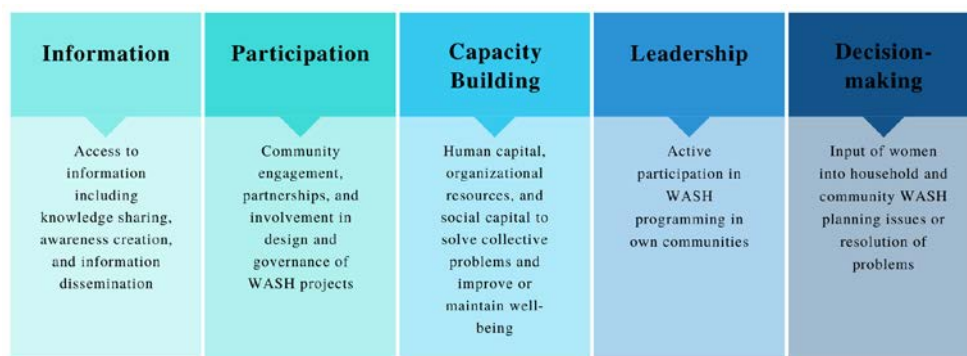 Information
Access to
information
including
knowledge sharing,
awareness creation,
and information
dissemination
Participation
Community
engagement,
partnerships, and
involvement in
design and
governance of
WASH projects
Capacity
Building
Human capital,
organizational
resources, and
social capital to
solve collective
problems and
improve or
maintain well-
being
Leadership
Active
participation in
WASH
programming in
own communities
Decision-
making
Input of women
into household and
community WASH
planning issues or
resolution of
problems